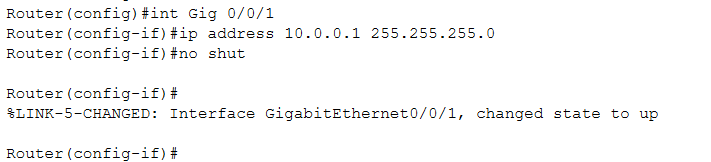 Router(config)#int Gig 0/0/1
Router(config-if)#ip address 10.0.0.1 255.255.255.0
Router(config-if)#no shut
Router(config-if)#
%LINK-5-CHANGED: Interface GigabitEthernet0/0/1, changed state to up
Router(config-if)#